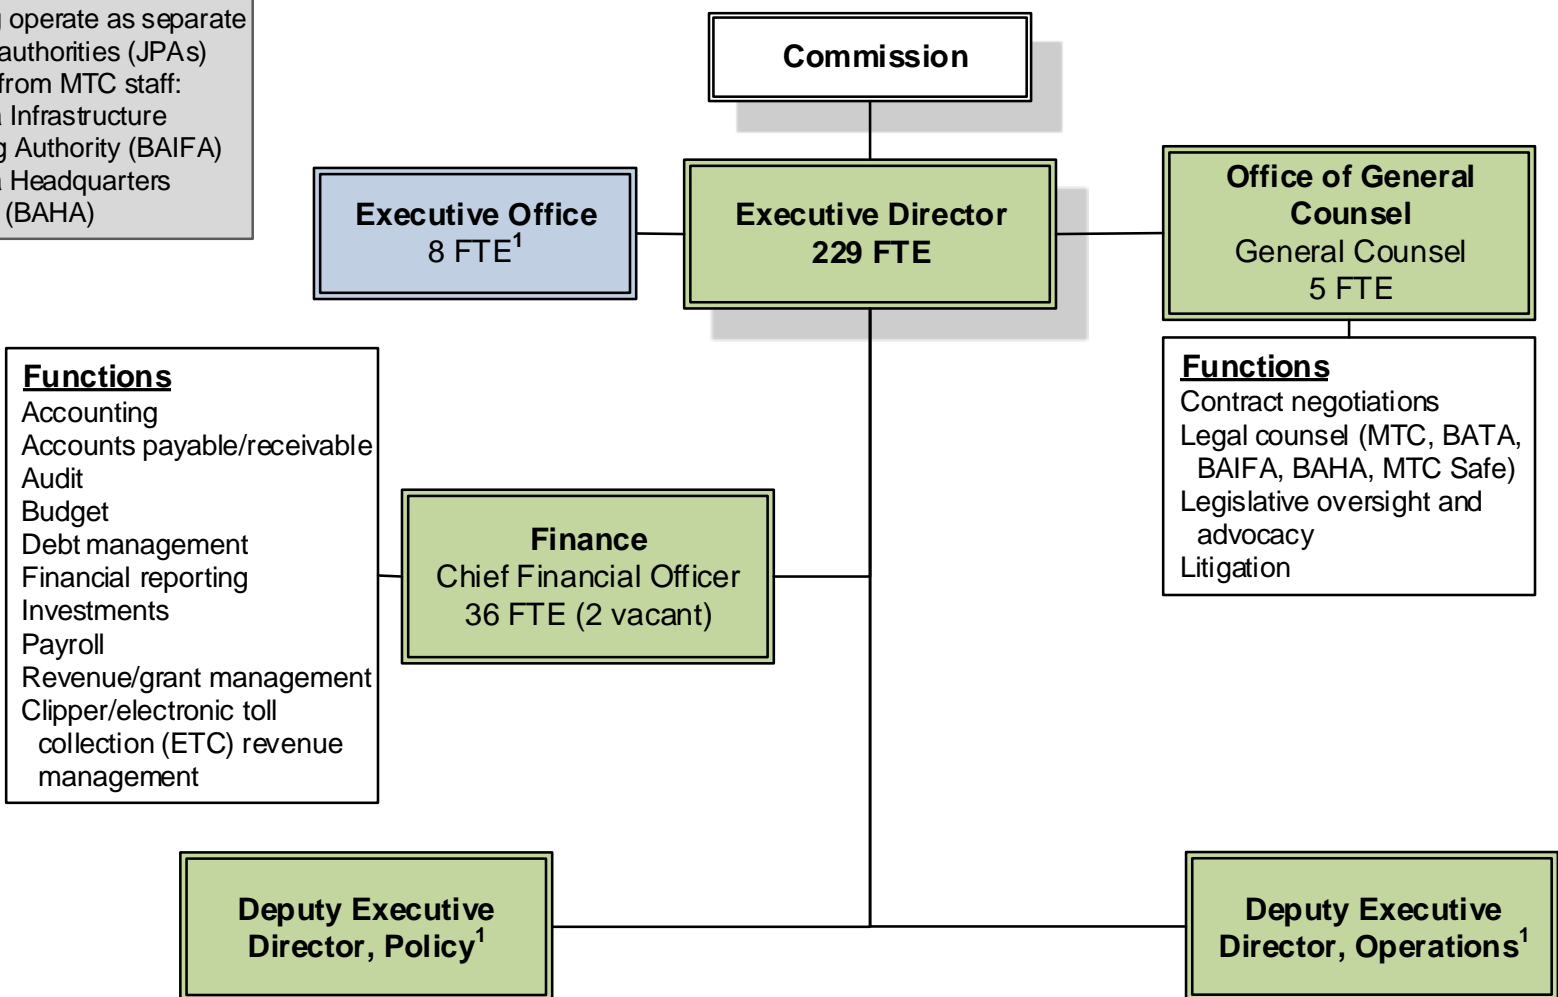 operate as separate
authorities (JPAs)
from MTC staff:
Infrastructure
Authority (BAIFA)
Headquarters
(BAHA)
Commission
Executive Office
8 FTE¹
Executive Director
229 FTE
Office of General
Counsel
General Counsel
5 FTE
Functions
Accounting
Accounts payable/receivable
Audit
Budget
Debt management
Financial reporting
Investments
Payroll
Revenue/grant management
Clipper/electronic toll
collection (ETC) revenue
management
Finance
Chief Financial Officer
36 FTE (2 vacant)
Functions
Contract negotiations
Legal counsel (MTC, BATA,
BAIFA, BAHA, MTC Safe)
Legislative oversight and
advocacy
Litigation
Deputy Executive
Director, Policy¹
Deputy Executive
Director, Operations¹